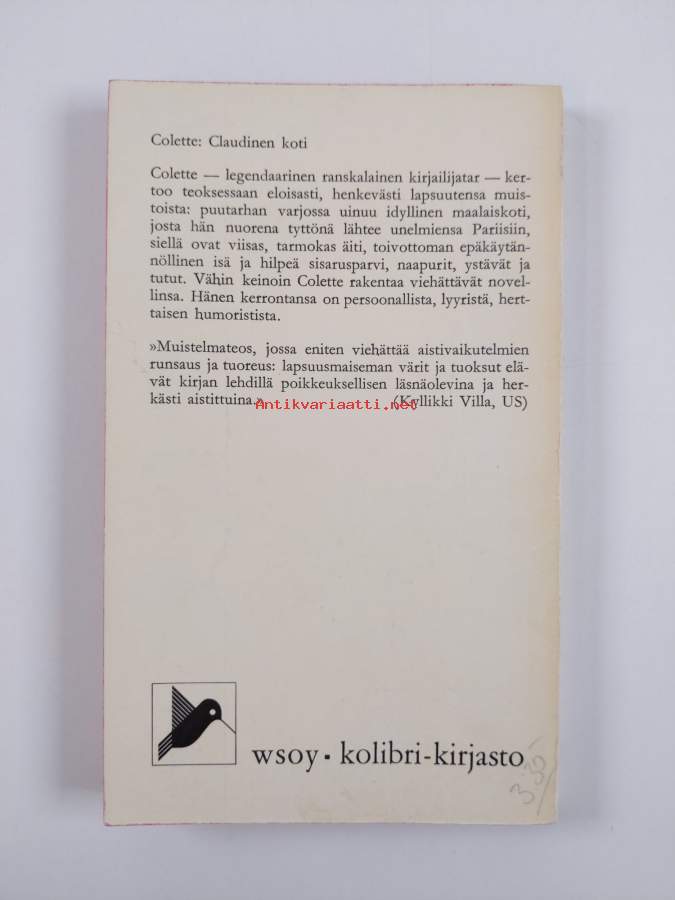 Colette: Claudinen koti
Colette — legendaarinen ranskalainen kirjailijatar — ker-
too teoksessaan eloisasti, henkevästi lapsuutensa muis-
toista: puutarhan varjossa uinuu idyllinen maalaiskoti,
josta hän nuorena tyttönä lähtee unelmiensa Pariisiin,
siellä ovat viisas, tarmokas äiti, toivottoman epäkäytän-
nöllinen isä ja hilpeä sisarusparvi, naapurit, ystävät ja
tutut. Vähin keinoin Colette rakentaa viehättävät novel-
linsa. Hänen kerrontansa on persoonallista, lyyristä, hert-
taisen humoristista.
»Muistelmateos, jossa eniten viehättää aistivaikutelmien
runsaus ja tuoreus: lapsuusmaiseman värit ja tuoksut elä-
vät kirjan lehdillä poikkeuksellisen läsnäolevina ja her-
kästi aistittuina.» (Kyllikki Villa, US)
Antikvariaatti.net
wsoy • kolibri-kirjasto